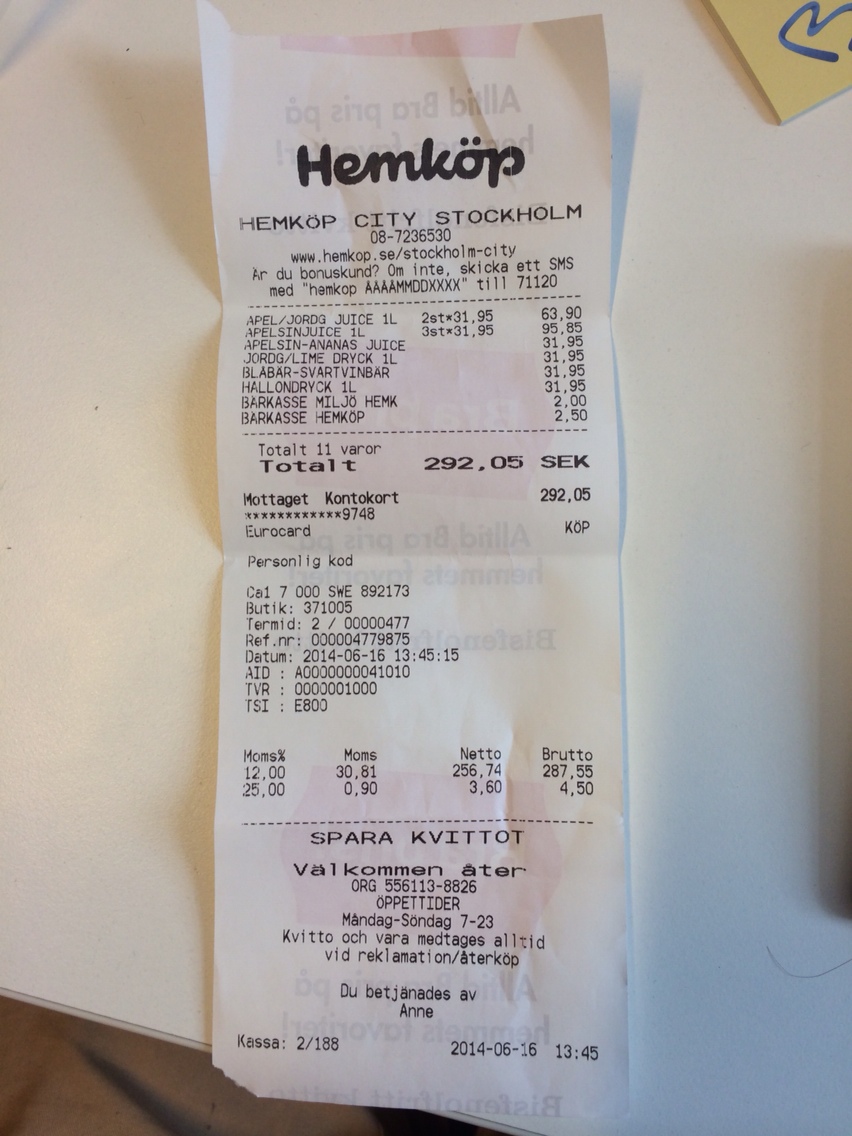 Hemköp
HEMKÖP CITY STOCKHOLM
08-7236530
www.hemkop.se/stockholm-city
Är du bonuskund? Om inte, skicka ett SMS
med "hemkop ÅÅÅÅMMDDXXXX" till 71120
APEL/JORDG JUICE 1L 2st*31,95 63,90
APELSINJUICE 1L 3st*31,95 95,85
APELSIN-ANANAS JUICE 31,95
JORDG/LIME DRYCK 1L 31,95
BLÅBÄR-SVARTVINBÄR 31,95
HALLONDRYCK 1L 31,95
BÄRKASSE MILJÖ HEMK 2,00
BÄRKASSE HEMKÖP 2,50
Totalt 11 varor
Totalt 292,05 SEK
Mottaget Kontokort 292,05
************9748
Eurocard KÖP
Personlig kod
Ca1 7 000 SWE 892173
Butik: 371005
Termid: 2 / 00000477
Ref.nr: 000004779875
Datum: 2014-06-16 13:45:15
AID : A0000000041010
TVR : 0000001000
TSI : E800
Moms% Moms Netto Brutto
12,00 30,81 256,74 287,55
25,00 0,90 3,60 4,50
SPARA KVITTOT
Välkommen åter
ORG 556113-8826
ÖPPETTIDER
Måndag-Söndag 7-23
Kvitto och vara medtages alltid
vid reklamation/återköp
Du betjänades av
Anne
Kassa: 2/188 2014-06-16 13:45